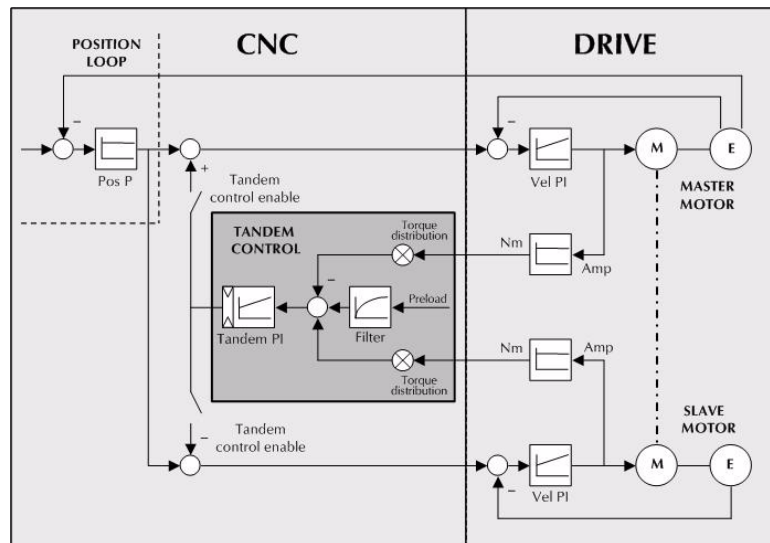 CNC
DRIVE
POSITION
LOOP
–
–
Pos P
+
Tandem
control enable
Vel PI
M
E
MASTER
MOTOR
TANDEM
CONTROL
Torque
distribution
Nm
Amp
–
Preload
Tandem PI
Filter
Nm
Amp
Torque
distribution
Tandem
control enable
–
SLAVE
MOTOR
M
E
–
Vel PI